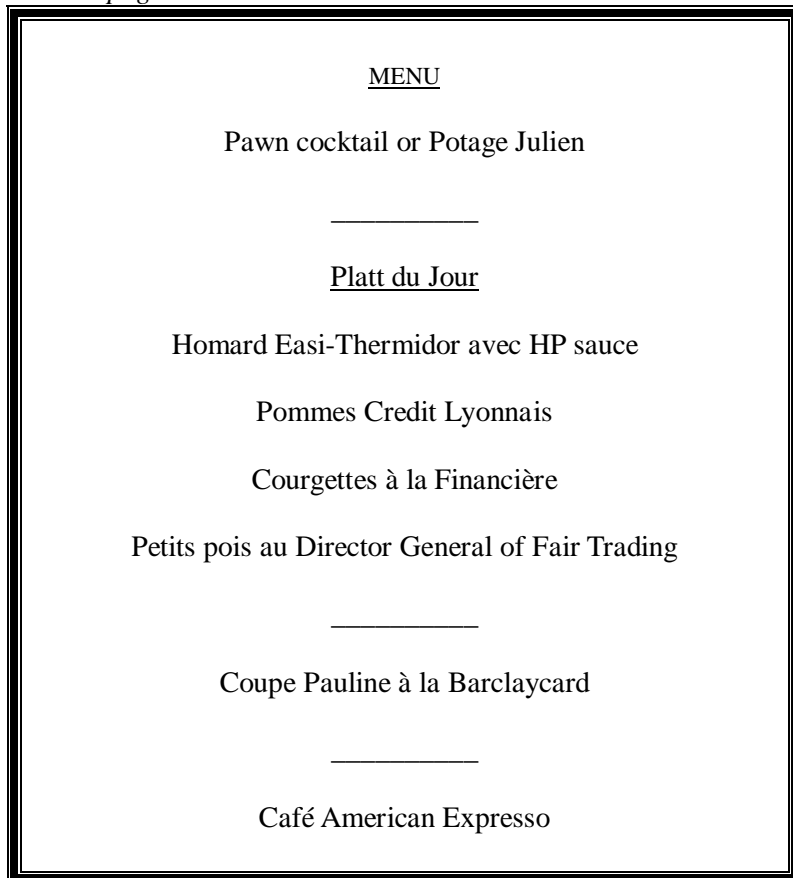 MENU
Pawn cocktail or Potage Julien
Platt du Jour
Homard Easi-Thermidor avec HP sauce
Pommes Credit Lyonnais
Courgettes à la Financière
Petits pois au Director General of Fair Trading
Coupe Pauline à la Barclaycard
Café American Expresso